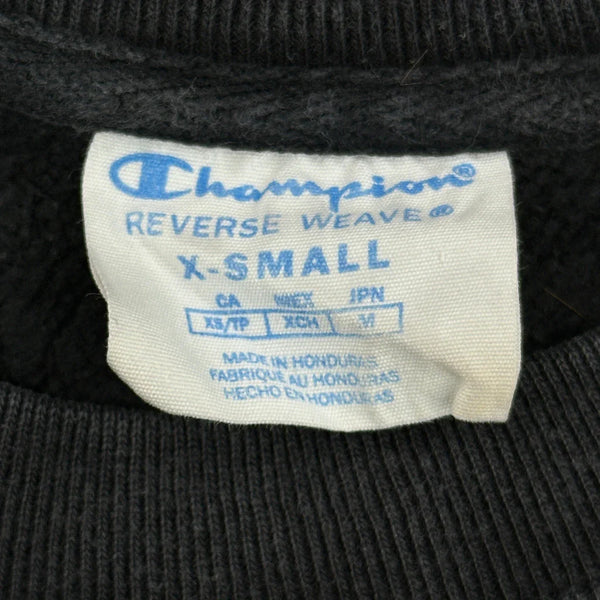 Champion®
REVERSE WEAVE®
X-SMALL
CA MEX JPN
XS/TP XCH M
MADE IN HONDURAS
FABRIQUE AU HONDURAS
HECHO EN HONDURAS